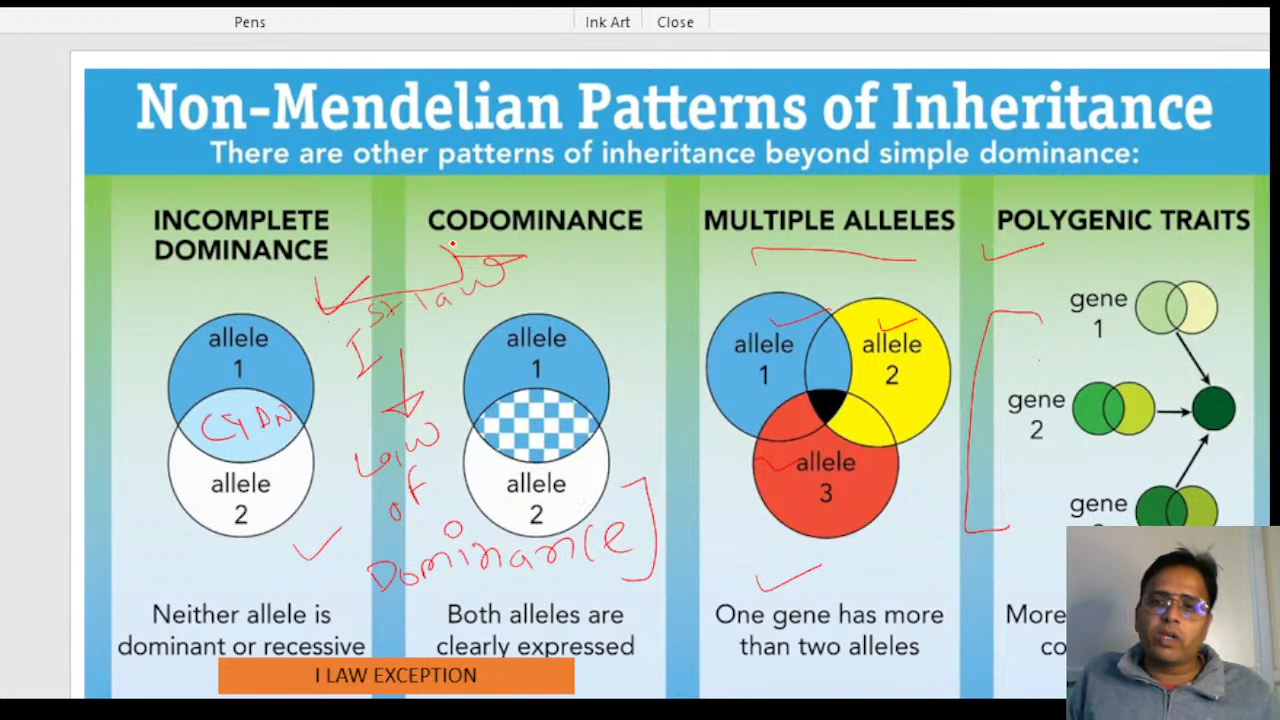 Pens Ink Art Close
Non-Mendelian Patterns of Inheritance
There are other patterns of inheritance beyond simple dominance:
INCOMPLETE
DOMINANCE
allele
1
CYDN
allele
2
Neither allele is
dominant or recessive
CODOMINANCE
Ist law
Law
of
Dominance
allele
1
allele
2
Both alleles are
clearly expressed
I LAW EXCEPTION
MULTIPLE ALLELES
allele
1
allele
2
allele
3
One gene has more
than two alleles
POLYGENIC TRAITS
gene
1
gene
2
gene
More
co